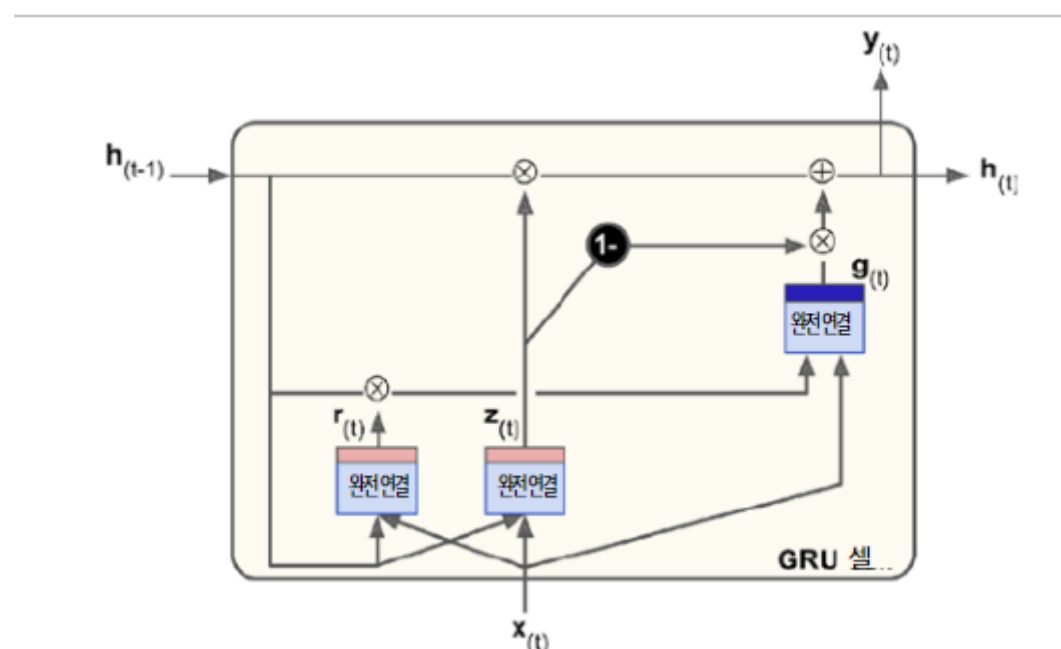 y(t)
h(t-1)
h(t)
1-
g(t)
완전 연결
r(t)
z(t)
완전 연결
완전 연결
GRU 셀...
x(t)